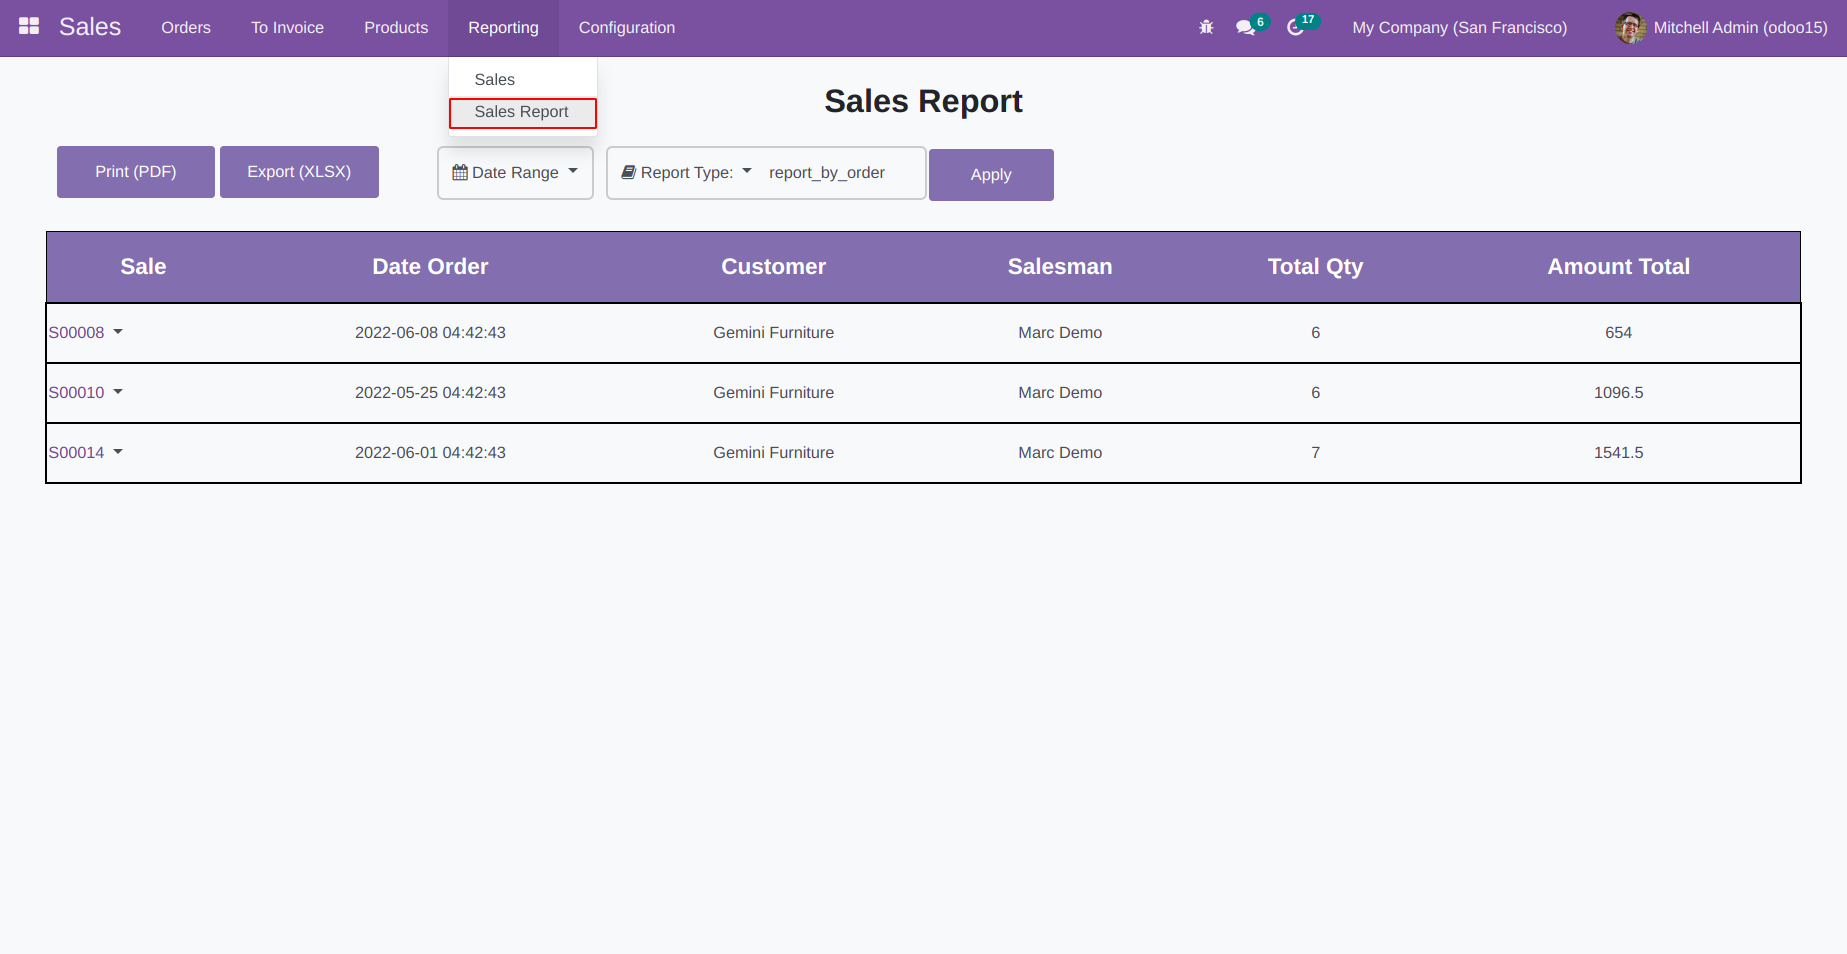 Sales Orders To Invoice Products Reporting Configuration 6 17 My Company (San Francisco) Mitchell Admin (odoo15)
Sales
Sales Report
Sales Report
Print (PDF) Export (XLSX) Date Range Report Type: report_by_order Apply
Sale Date Order Customer Salesman Total Qty Amount Total
S00008 2022-06-08 04:42:43 Gemini Furniture Marc Demo 6 654
S00010 2022-05-25 04:42:43 Gemini Furniture Marc Demo 6 1096.5
S00014 2022-06-01 04:42:43 Gemini Furniture Marc Demo 7 1541.5